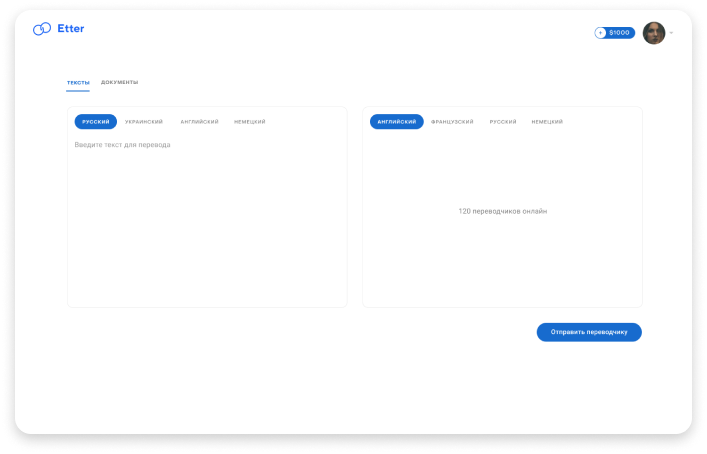 Etter
+ $1000
ТЕКСТЫ ДОКУМЕНТЫ
РУССКИЙ УКРАИНСКИЙ АНГЛИЙСКИЙ НЕМЕЦКИЙ
Введите текст для перевода
АНГЛИЙСКИЙ ФРАНЦУЗСКИЙ РУССКИЙ НЕМЕЦКИЙ
120 переводчиков онлайн
Отправить переводчику